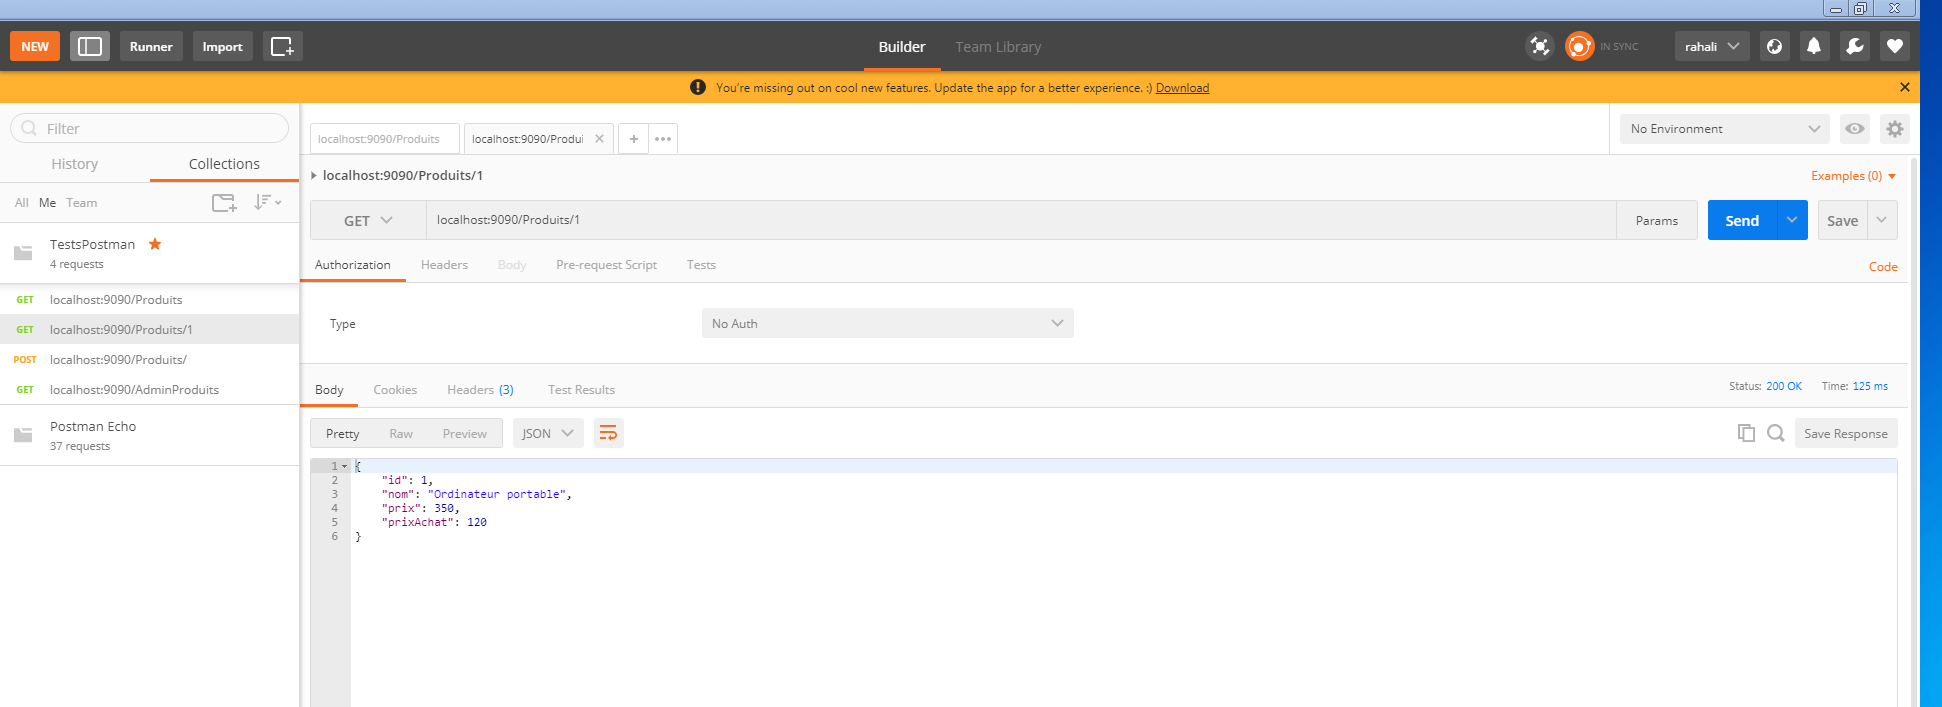 NEW Runner Import Builder Team Library IN SYNC rahali
You're missing out on cool new features. Update the app for a better experience. :) Download
Filter
History Collections
All Me Team
TestsPostman
4 requests
GET localhost:9090/Produits
GET localhost:9090/Produits/1
POST localhost:9090/Produits/
GET localhost:9090/AdminProduits
Postman Echo
37 requests
localhost:9090/Produits localhost:9090/Produi No Environment
localhost:9090/Produits/1 Examples (0)
GET localhost:9090/Produits/1 Params Send Save
Authorization Headers Body Pre-request Script Tests Code
Type No Auth
Body Cookies Headers (3) Test Results Status: 200 OK Time: 125 ms
Pretty Raw Preview JSON Save Response
1 {
2 "id": 1,
3 "nom": "Ordinateur portable",
4 "prix": 350,
5 "prixAchat": 120
6 }